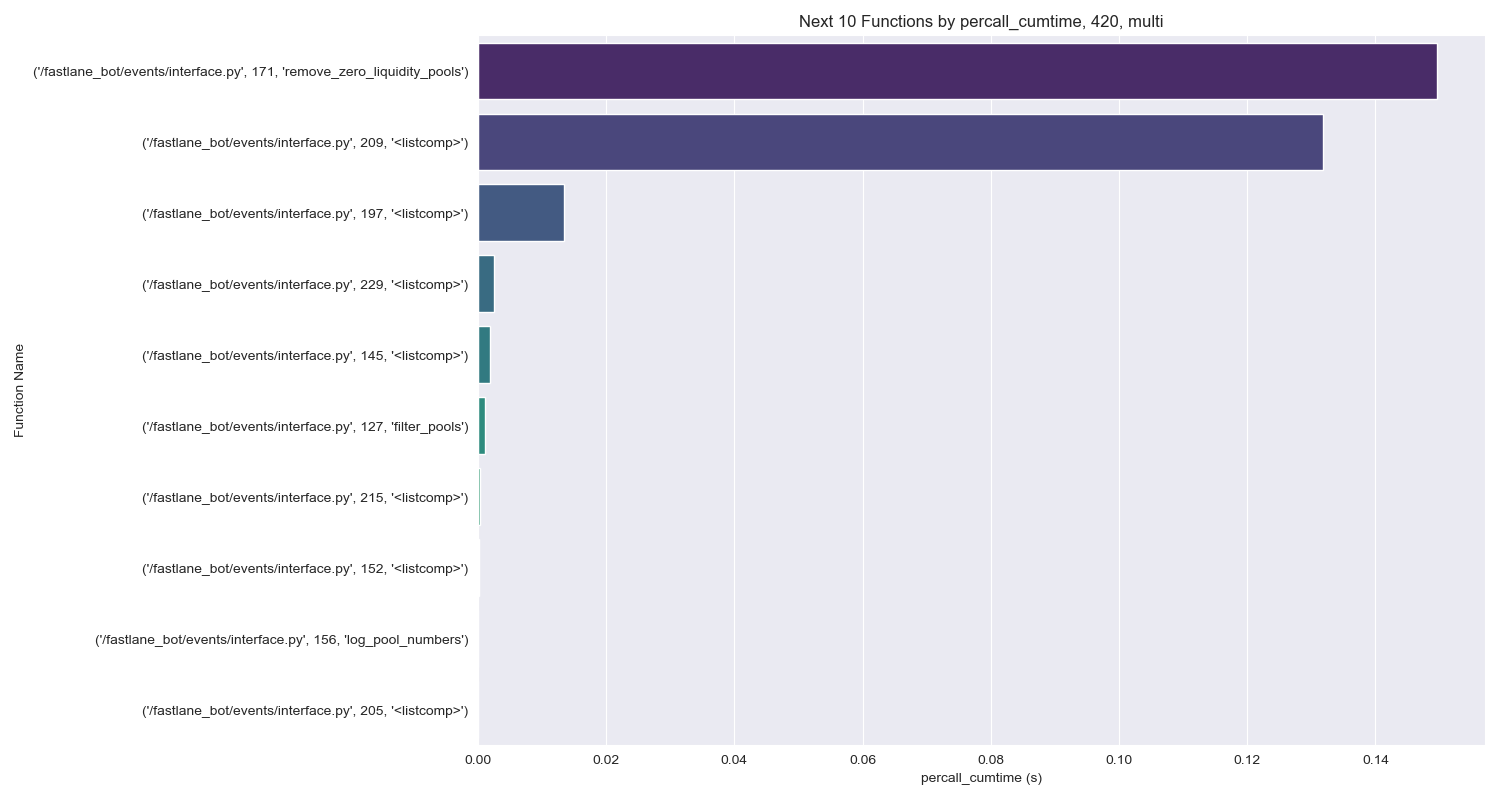 Next 10 Functions by percall_cumtime, 420, multi
('/fastlane_bot/events/interface.py', 171, 'remove_zero_liquidity_pools')
('/fastlane_bot/events/interface.py', 209, '<listcomp>')
('/fastlane_bot/events/interface.py', 197, '<listcomp>')
('/fastlane_bot/events/interface.py', 229, '<listcomp>')
('/fastlane_bot/events/interface.py', 145, '<listcomp>')
('/fastlane_bot/events/interface.py', 127, 'filter_pools')
('/fastlane_bot/events/interface.py', 215, '<listcomp>')
('/fastlane_bot/events/interface.py', 152, '<listcomp>')
('/fastlane_bot/events/interface.py', 156, 'log_pool_numbers')
('/fastlane_bot/events/interface.py', 205, '<listcomp>')
Function Name
0.00 0.02 0.04 0.06 0.08 0.10 0.12 0.14
percall_cumtime (s)